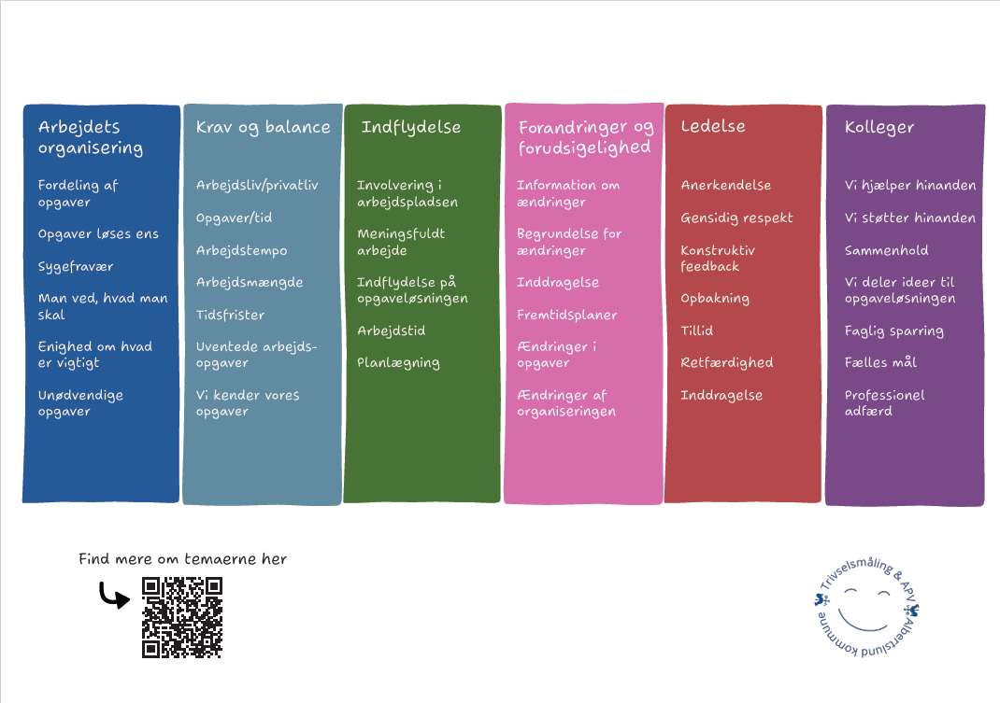 Arbejdets
organisering
Fordeling af
opgaver
Opgaver løses ens
Sygefravær
Man ved, hvad man
skal
Enighed om hvad
er vigtigt
Unødvendige
opgaver
Krav og balance
Arbejdsliv/privatliv
Opgaver/tid
Arbejdstempo
Arbejdsmængde
Tidsfrister
Uventede arbejds-
opgaver
Vi kender vores
opgaver
Indflydelse
Involvering i
arbejdspladsen
Meningsfuldt
arbejde
Indflydelse på
opgaveløsningen
Arbejdstid
Planlægning
Forandringer og
forudsigelighed
Information om
ændringer
Begrundelse for
ændringer
Inddragelse
Fremtidsplaner
Ændringer i
opgaver
Ændringer af
organiseringen
Ledelse
Anerkendelse
Gensidig respekt
Konstruktiv
feedback
Opbakning
Tillid
Retfærdighed
Inddragelse
Kolleger
Vi hjælper hinanden
Vi støtter hinanden
Sammenhold
Vi deler ideer til
opgaveløsningen
Faglig sparring
Fælles mål
Professionel
adfærd
Find mere om temaerne her
Trivselsmåling & APV
Albertslund kommune